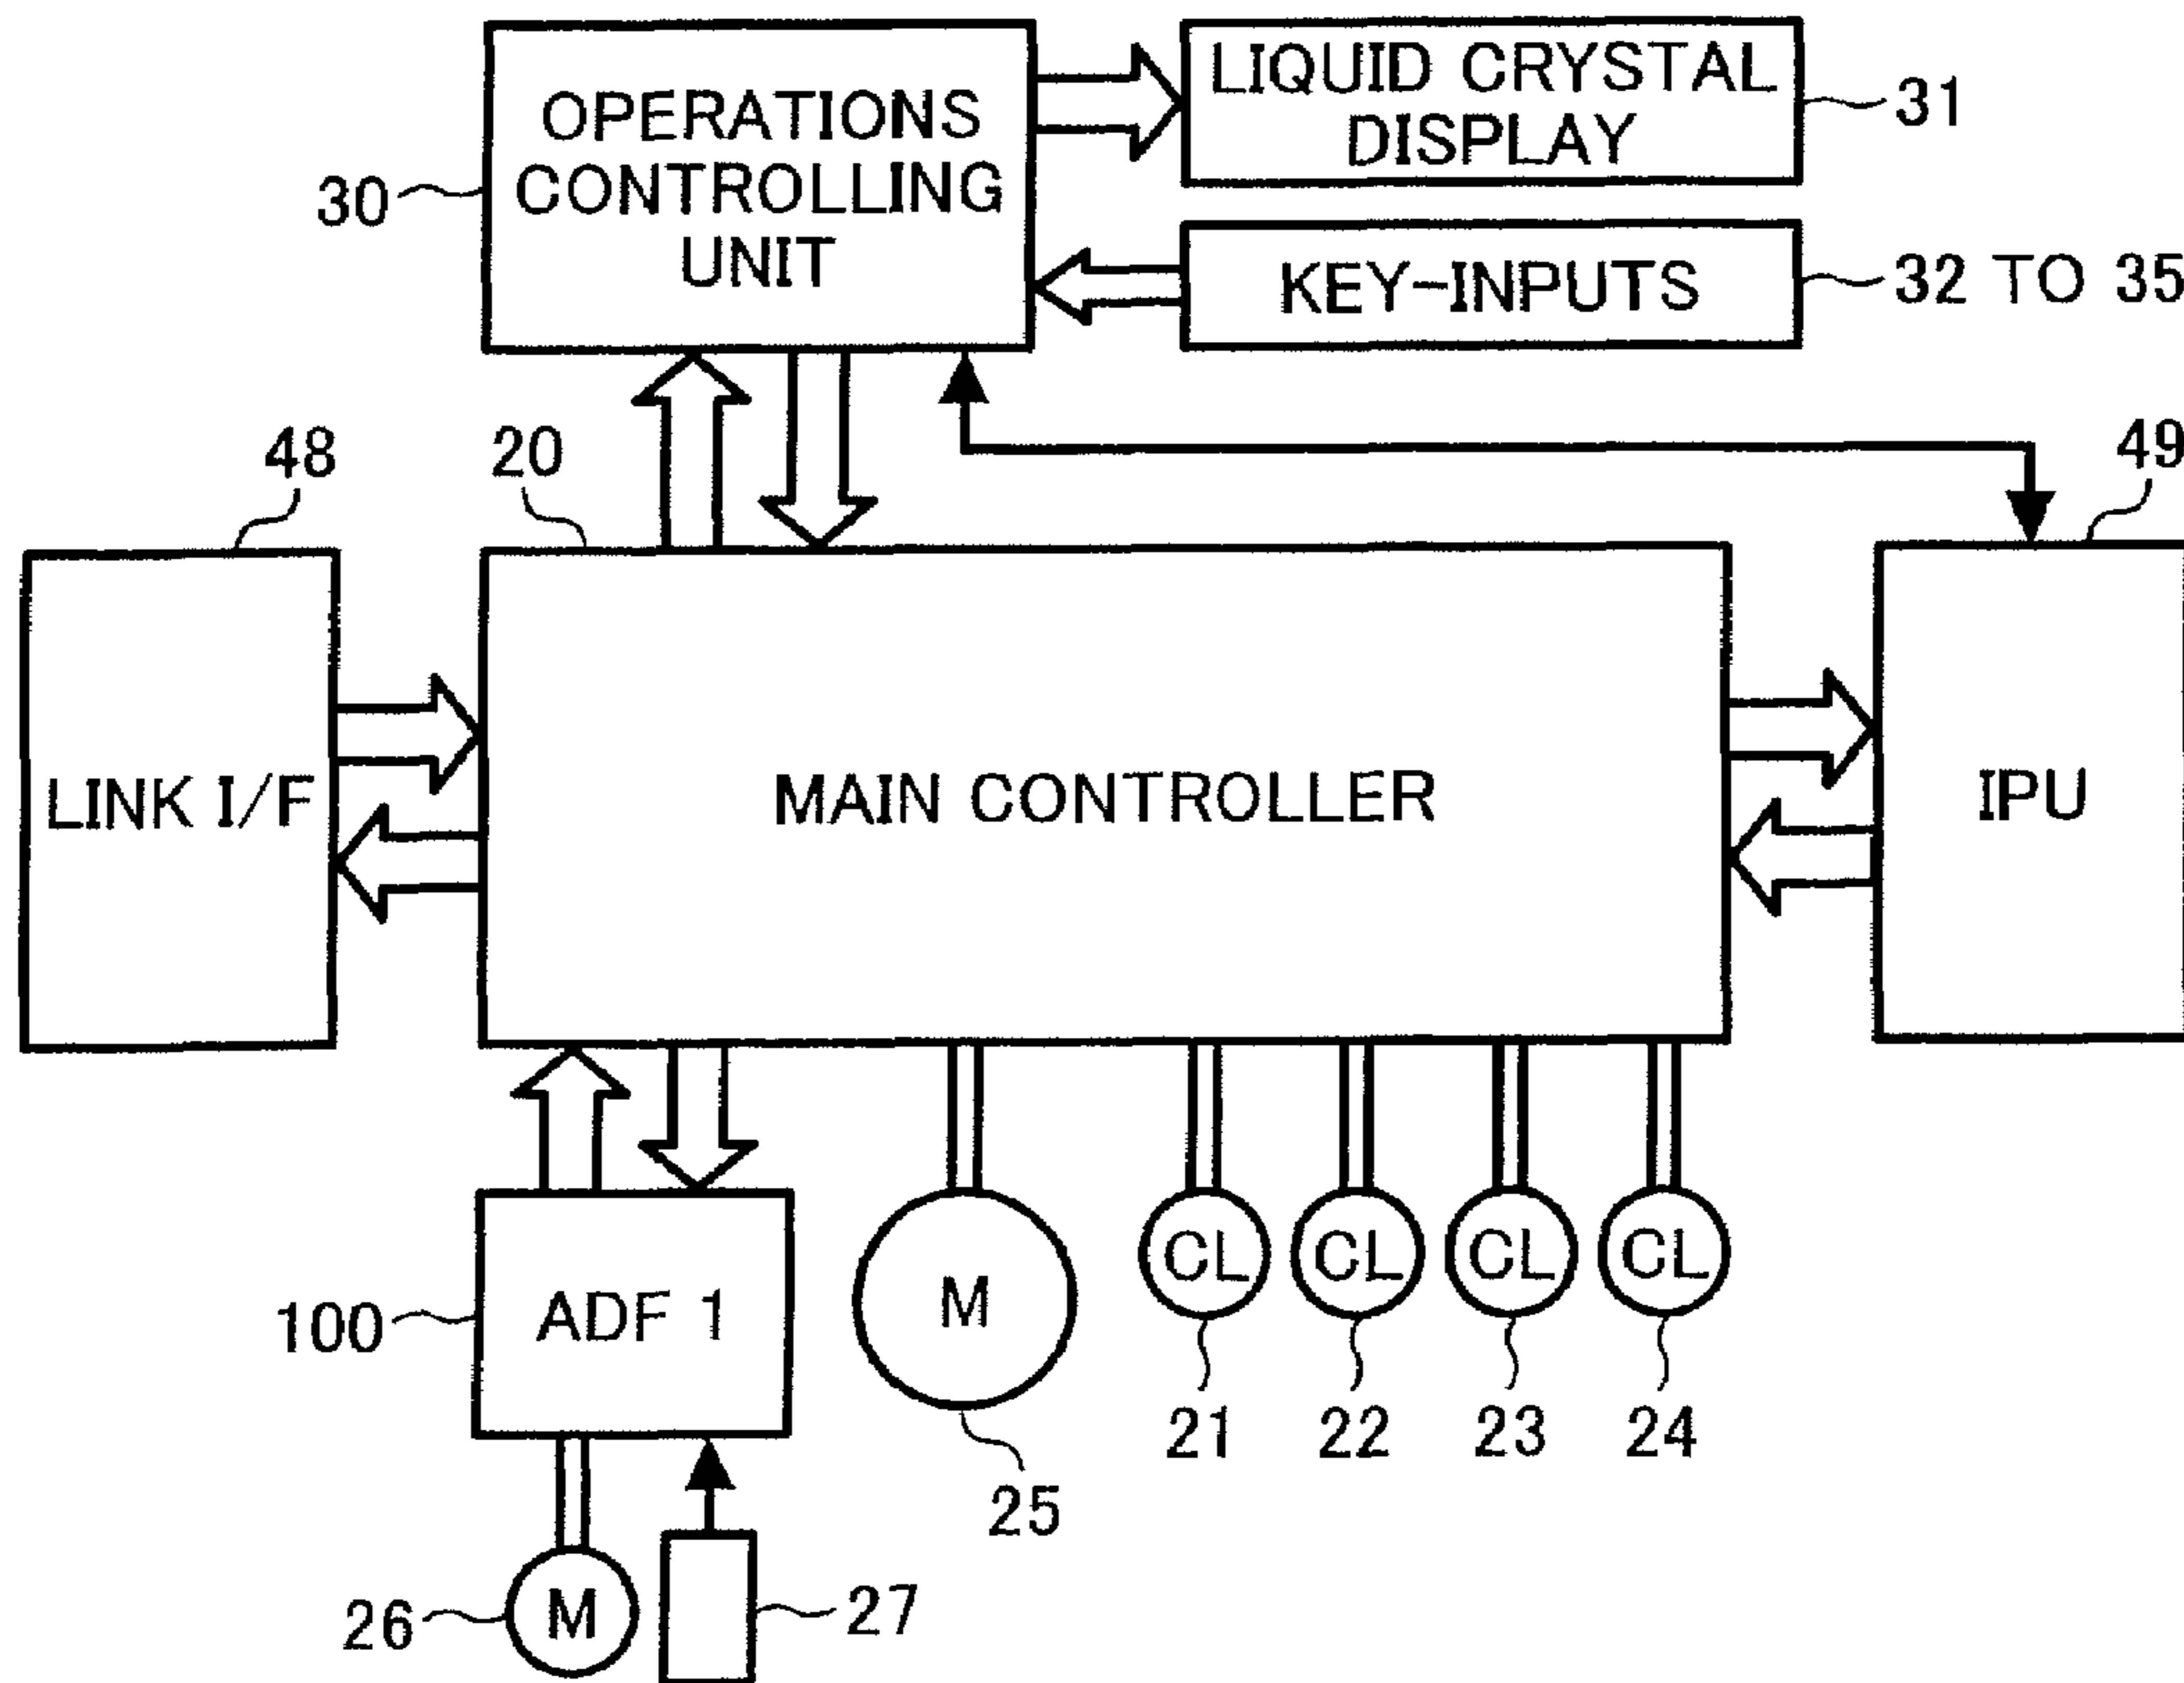 OPERATIONS
CONTROLLING
UNIT
30
LIQUID CRYSTAL
DISPLAY
31
KEY-INPUTS
32 TO 35
48
20
49
LINK I/F
MAIN CONTROLLER
IPU
100
ADF 1
M
25
CL
CL
CL
CL
21
22
23
24
26
M
27